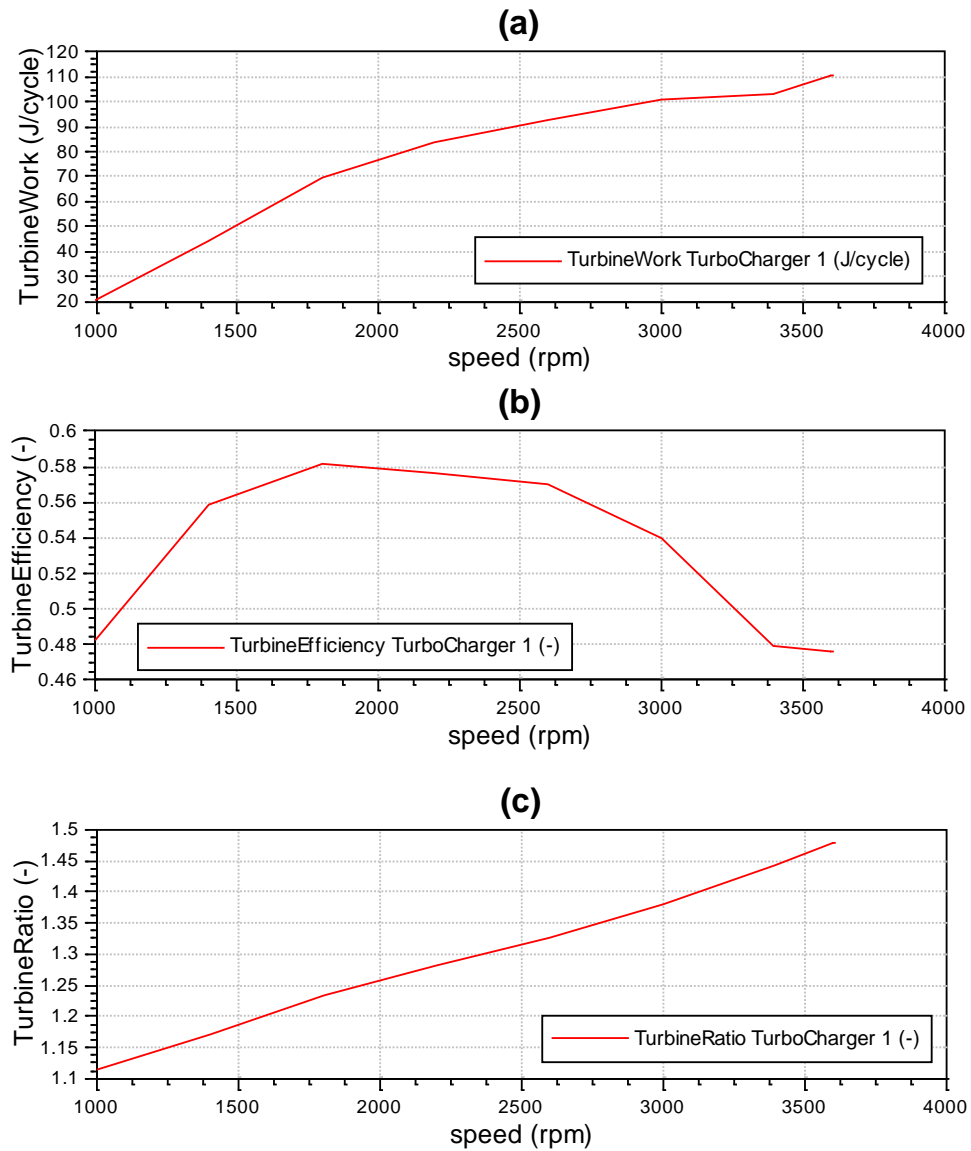 (a)
TurbineWork (J/cycle)
120
110
100
90
80
70
60
50
40
30
20
TurbineWork TurboCharger 1 (J/cycle)
1000 1500 2000 2500 3000 3500 4000
speed (rpm)
(b)
TurbineEfficiency (-)
0.6
0.58
0.56
0.54
0.52
0.5
0.48
0.46
TurbineEfficiency TurboCharger 1 (-)
1000 1500 2000 2500 3000 3500 4000
speed (rpm)
(c)
TurbineRatio (-)
1.5
1.45
1.4
1.35
1.3
1.25
1.2
1.15
1.1
TurbineRatio TurboCharger 1 (-)
1000 1500 2000 2500 3000 3500 4000
speed (rpm)